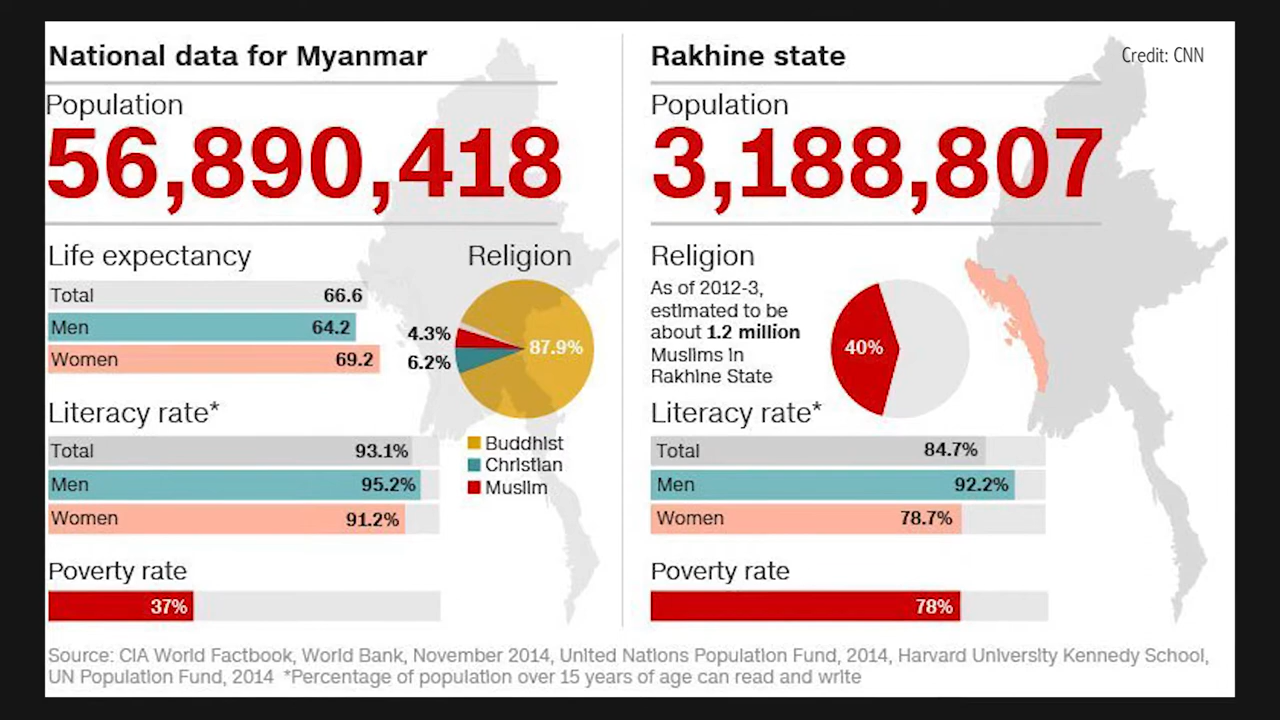 National data for Myanmar
Population
56,890,418
Life expectancy
Total 66.6
Men 64.2
Women 69.2
Religion
4.3%
6.2%
87.9%
Buddhist
Christian
Muslim
Literacy rate*
Total 93.1%
Men 95.2%
Women 91.2%
Poverty rate
37%
Rakhine state
Credit: CNN
Population
3,188,807
Religion
As of 2012-3,
estimated to be
about 1.2 million
Muslims in
Rakhine State
40%
Literacy rate*
Total 84.7%
Men 92.2%
Women 78.7%
Poverty rate
78%
Source: CIA World Factbook, World Bank, November 2014, United Nations Population Fund, 2014, Harvard University Kennedy School,
UN Population Fund, 2014 *Percentage of population over 15 years of age can read and write